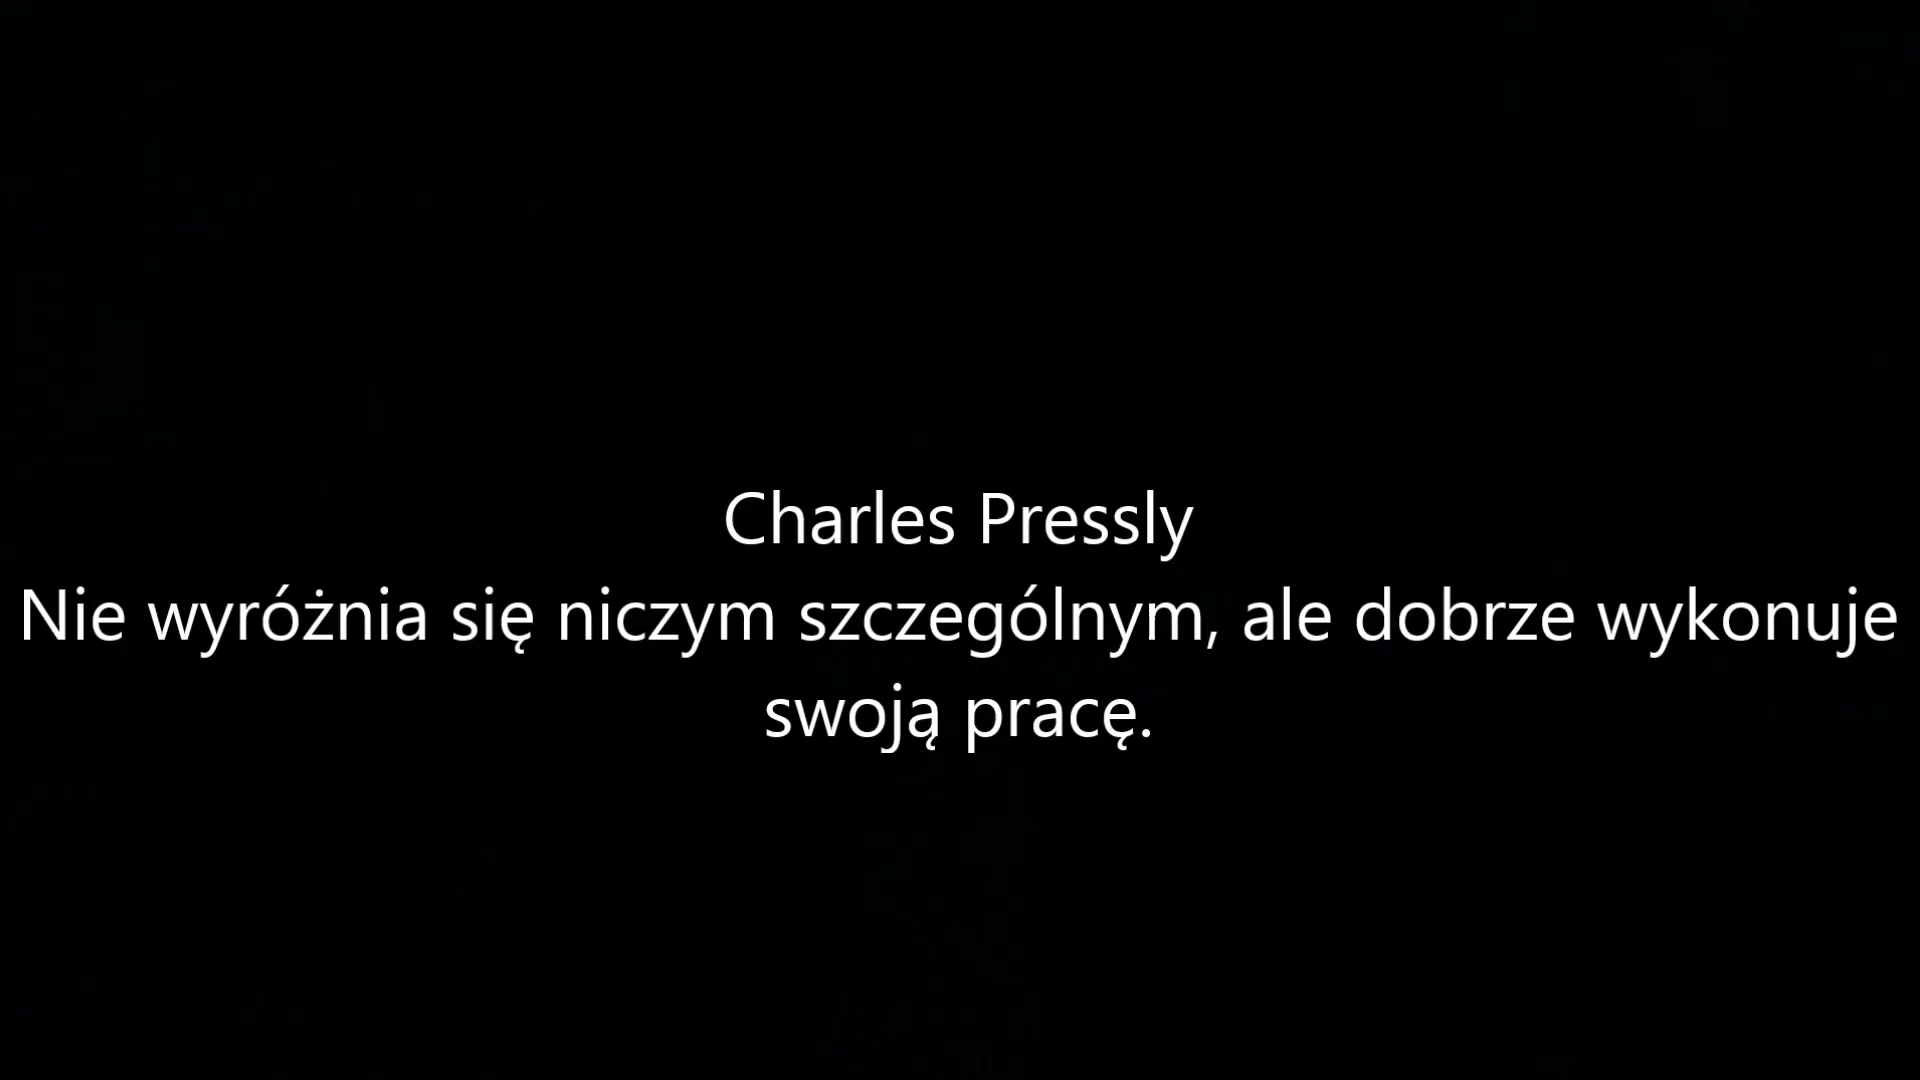 Charles Pressly
Nie wyróżnia się niczym szczególnym, ale dobrze wykonuje
swoją pracę.